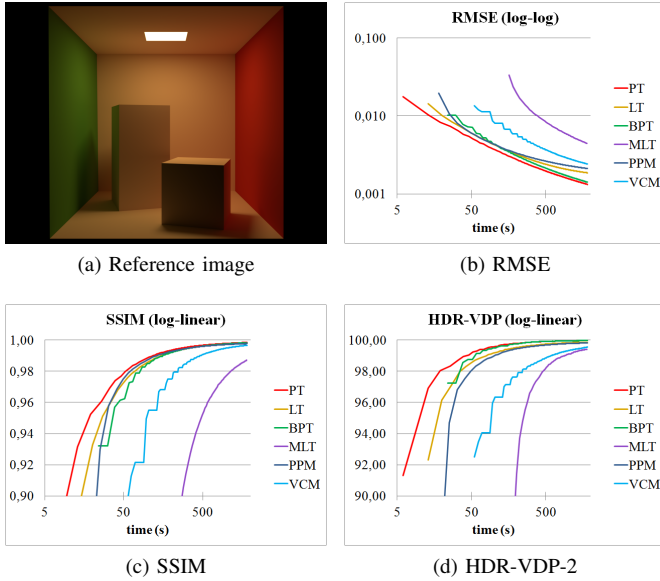 (a) Reference image
RMSE (log-log)
0,100
0,010
0,001
5
50
500
time (s)
PT
LT
BPT
MLT
PPM
VCM
(b) RMSE
SSIM (log-linear)
1,00
0,98
0,96
0,94
0,92
0,90
5
50
500
time (s)
PT
LT
BPT
MLT
PPM
VCM
(c) SSIM
HDR-VDP (log-linear)
100,00
98,00
96,00
94,00
92,00
90,00
5
50
500
time (s)
PT
LT
BPT
MLT
PPM
VCM
(d) HDR-VDP-2